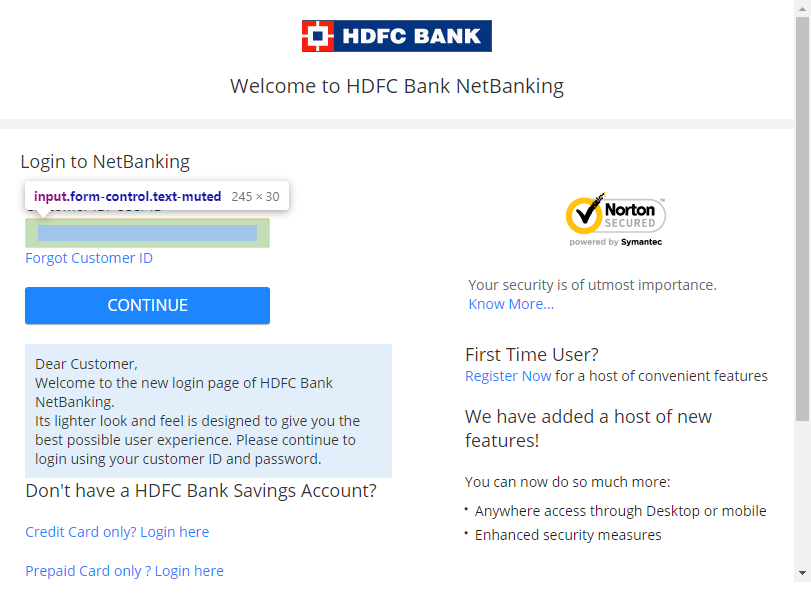 HDFC BANK
Welcome to HDFC Bank NetBanking
Login to NetBanking
input.form-control.text-muted 245 × 30
Forgot Customer ID
CONTINUE
Dear Customer,
Welcome to the new login page of HDFC Bank
NetBanking.
Its lighter look and feel is designed to give you the
best possible user experience. Please continue to
login using your customer ID and password.
Don't have a HDFC Bank Savings Account?
Credit Card only? Login here
Prepaid Card only ? Login here
Norton
SECURED
powered by Symantec
Your security is of utmost importance.
Know More...
First Time User?
Register Now for a host of convenient features
We have added a host of new
features!
You can now do so much more:
• Anywhere access through Desktop or mobile
• Enhanced security measures